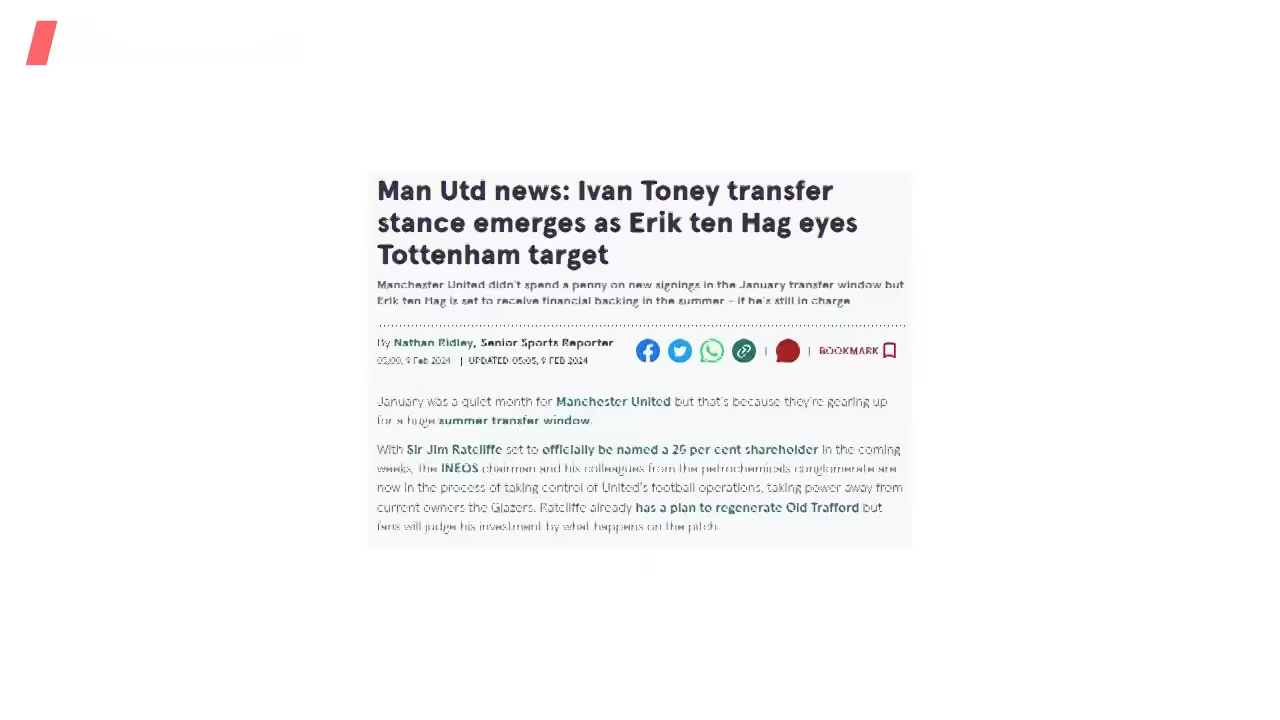 Man Utd news: Ivan Toney transfer
stance emerges as Erik ten Hag eyes
Tottenham target
Manchester United didn't spend a penny on new signings in the January transfer window but
Erik ten Hag is set to receive financial backing in the summer - if he's still in charge
By Nathan Ridley, Senior Sports Reporter
05:00, 9 Feb 2024 | UPDATED 05:05, 9 FEB 2024
| | BOOKMARK
January was a quiet month for Manchester United but that's because they're gearing up
for a huge summer transfer window.
With Sir Jim Ratcliffe set to officially be named a 25 per cent shareholder in the coming
weeks, the INEOS chairman and his colleagues from the petrochemicals conglomerate are
now in the process of taking control of United's football operations, taking power away from
current owners the Glazers. Ratcliffe already has a plan to regenerate Old Trafford but
fans will judge his investment by what happens on the pitch.